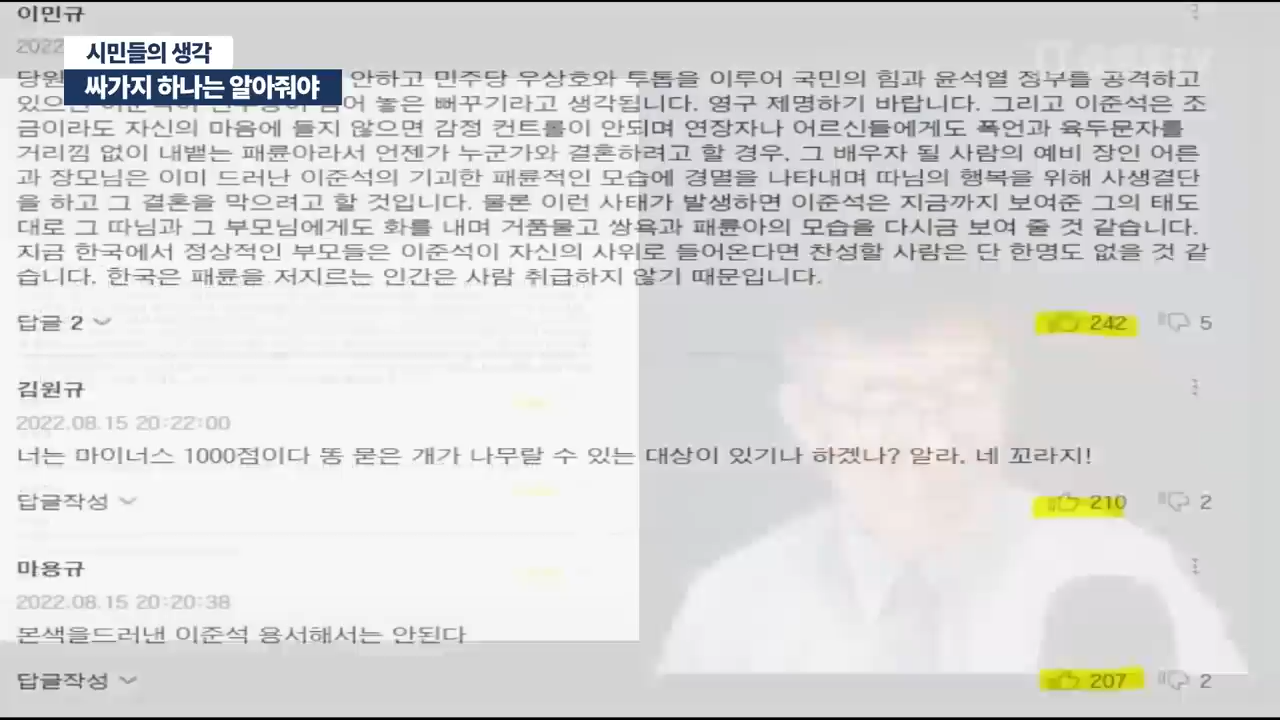 이민규
2022
시민들의 생각
싸가지 하나는 알아줘야
당원 안하고 민주당 우상호와 투톱을 이루어 국민의 힘과 윤석열 정부를 공격하고
있으 어 놓은 뻐꾸기라고 생각됩니다. 영구 제명하기 바랍니다. 그리고 이준석은 조
금이라도 자신의 마음에 들지 않으면 감정 컨트롤이 안되며 연장자나 어르신들에게도 폭언과 육두문자를
거리낌 없이 내뱉는 패륜아라서 언젠가 누군가와 결혼하려고 할 경우, 그 배우자 될 사람의 예비 장인 어른
과 장모님은 이미 드러난 이준석의 기괴한 패륜적인 모습에 경멸을 나타내며 따님의 행복을 위해 사생결단
을 하고 그 결혼을 막으려고 할 것입니다. 물론 이런 사태가 발생하면 이준석은 지금까지 보여준 그의 태도
대로 그 따님과 그 부모님에게도 화를 내며 거품물고 쌍욕과 패륜아의 모습을 다시금 보여 줄 것 같습니다.
지금 한국에서 정상적인 부모들은 이준석이 자신의 사위로 들어온다면 찬성할 사람은 단 한명도 없을 것 같
습니다. 한국은 패륜을 저지르는 인간은 사람 취급하지 않기 때문입니다.
답글 2 242 5
김원규
2022.08.15 20:22:00
너는 마이너스 1000점이다 똥 묻은 개가 나무랄 수 있는 대상이 있기나 하겠나? 알라. 네 꼬라지!
답글작성 210 2
마용규
2022.08.15 20:20:38
본색을드러낸 이준석 용서해서는 안된다
답글작성 207 2